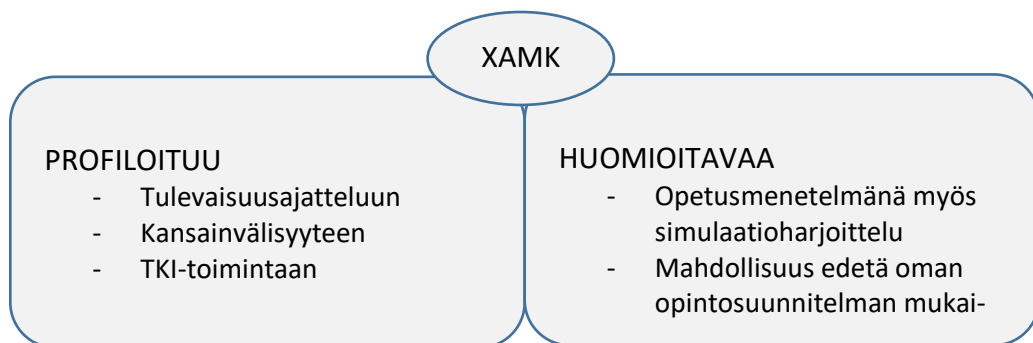 XAMK
PROFILOITUU
- Tulevaisuusajatteluun
- Kansainvälisyyteen
- TKI-toimintaan
HUOMIOITAVAA
- Opetusmenetelmänä myös
simulaatioharjoittelu
- Mahdollisuus edetä oman
opintosuunnitelman mukai-